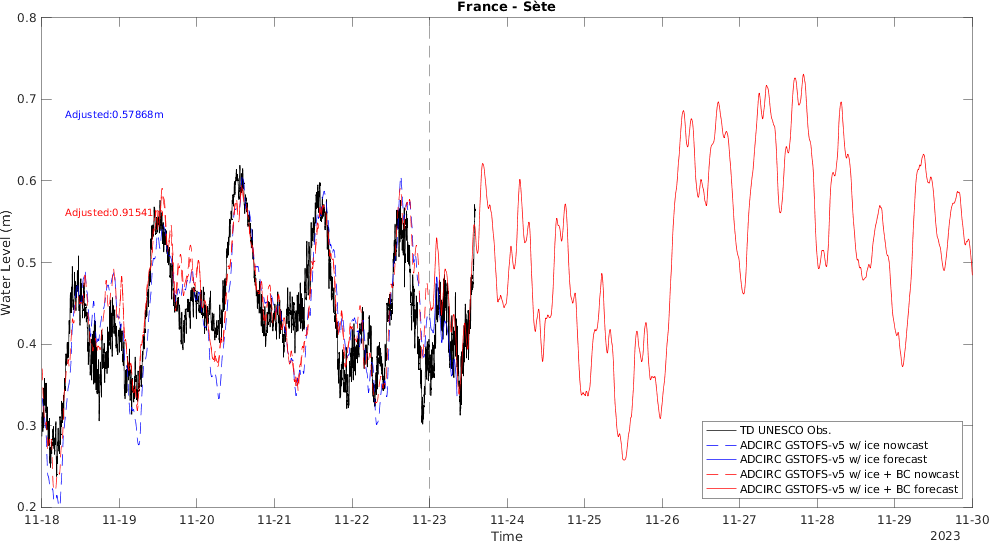 France - Sète
0.8
0.7
0.6
0.5
0.4
0.3
0.2
Water Level (m)
Adjusted:0.57868m
Adjusted:0.91541
TD UNESCO Obs.
ADCIRC GSTOFS-v5 w/ ice nowcast
ADCIRC GSTOFS-v5 w/ ice forecast
ADCIRC GSTOFS-v5 w/ ice + BC nowcast
ADCIRC GSTOFS-v5 w/ ice + BC forecast
11-18 11-19 11-20 11-21 11-22 11-23 11-24 11-25 11-26 11-27 11-28 11-29 11-30
Time
2023